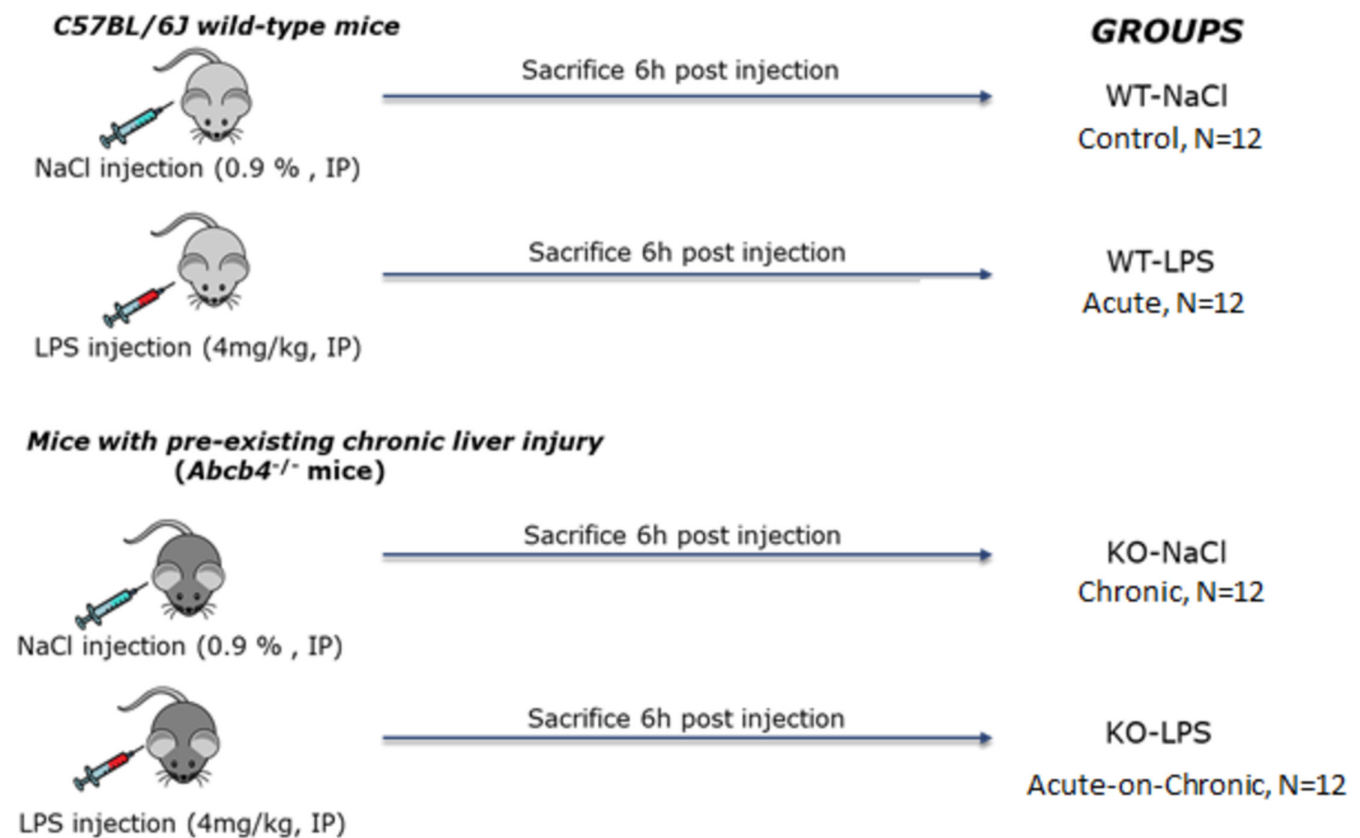 C57BL/6J wild-type mice
GROUPS
Sacrifice 6h post injection
WT-NaCl
Control, N=12
NaCl injection (0.9 % , IP)
Sacrifice 6h post injection
WT-LPS
Acute, N=12
LPS injection (4mg/kg, IP)
Mice with pre-existing chronic liver injury
(Abcb4-/- mice)
Sacrifice 6h post injection
KO-NaCl
Chronic, N=12
NaCl injection (0.9 % , IP)
Sacrifice 6h post injection
KO-LPS
Acute-on-Chronic, N=12
LPS injection (4mg/kg, IP)